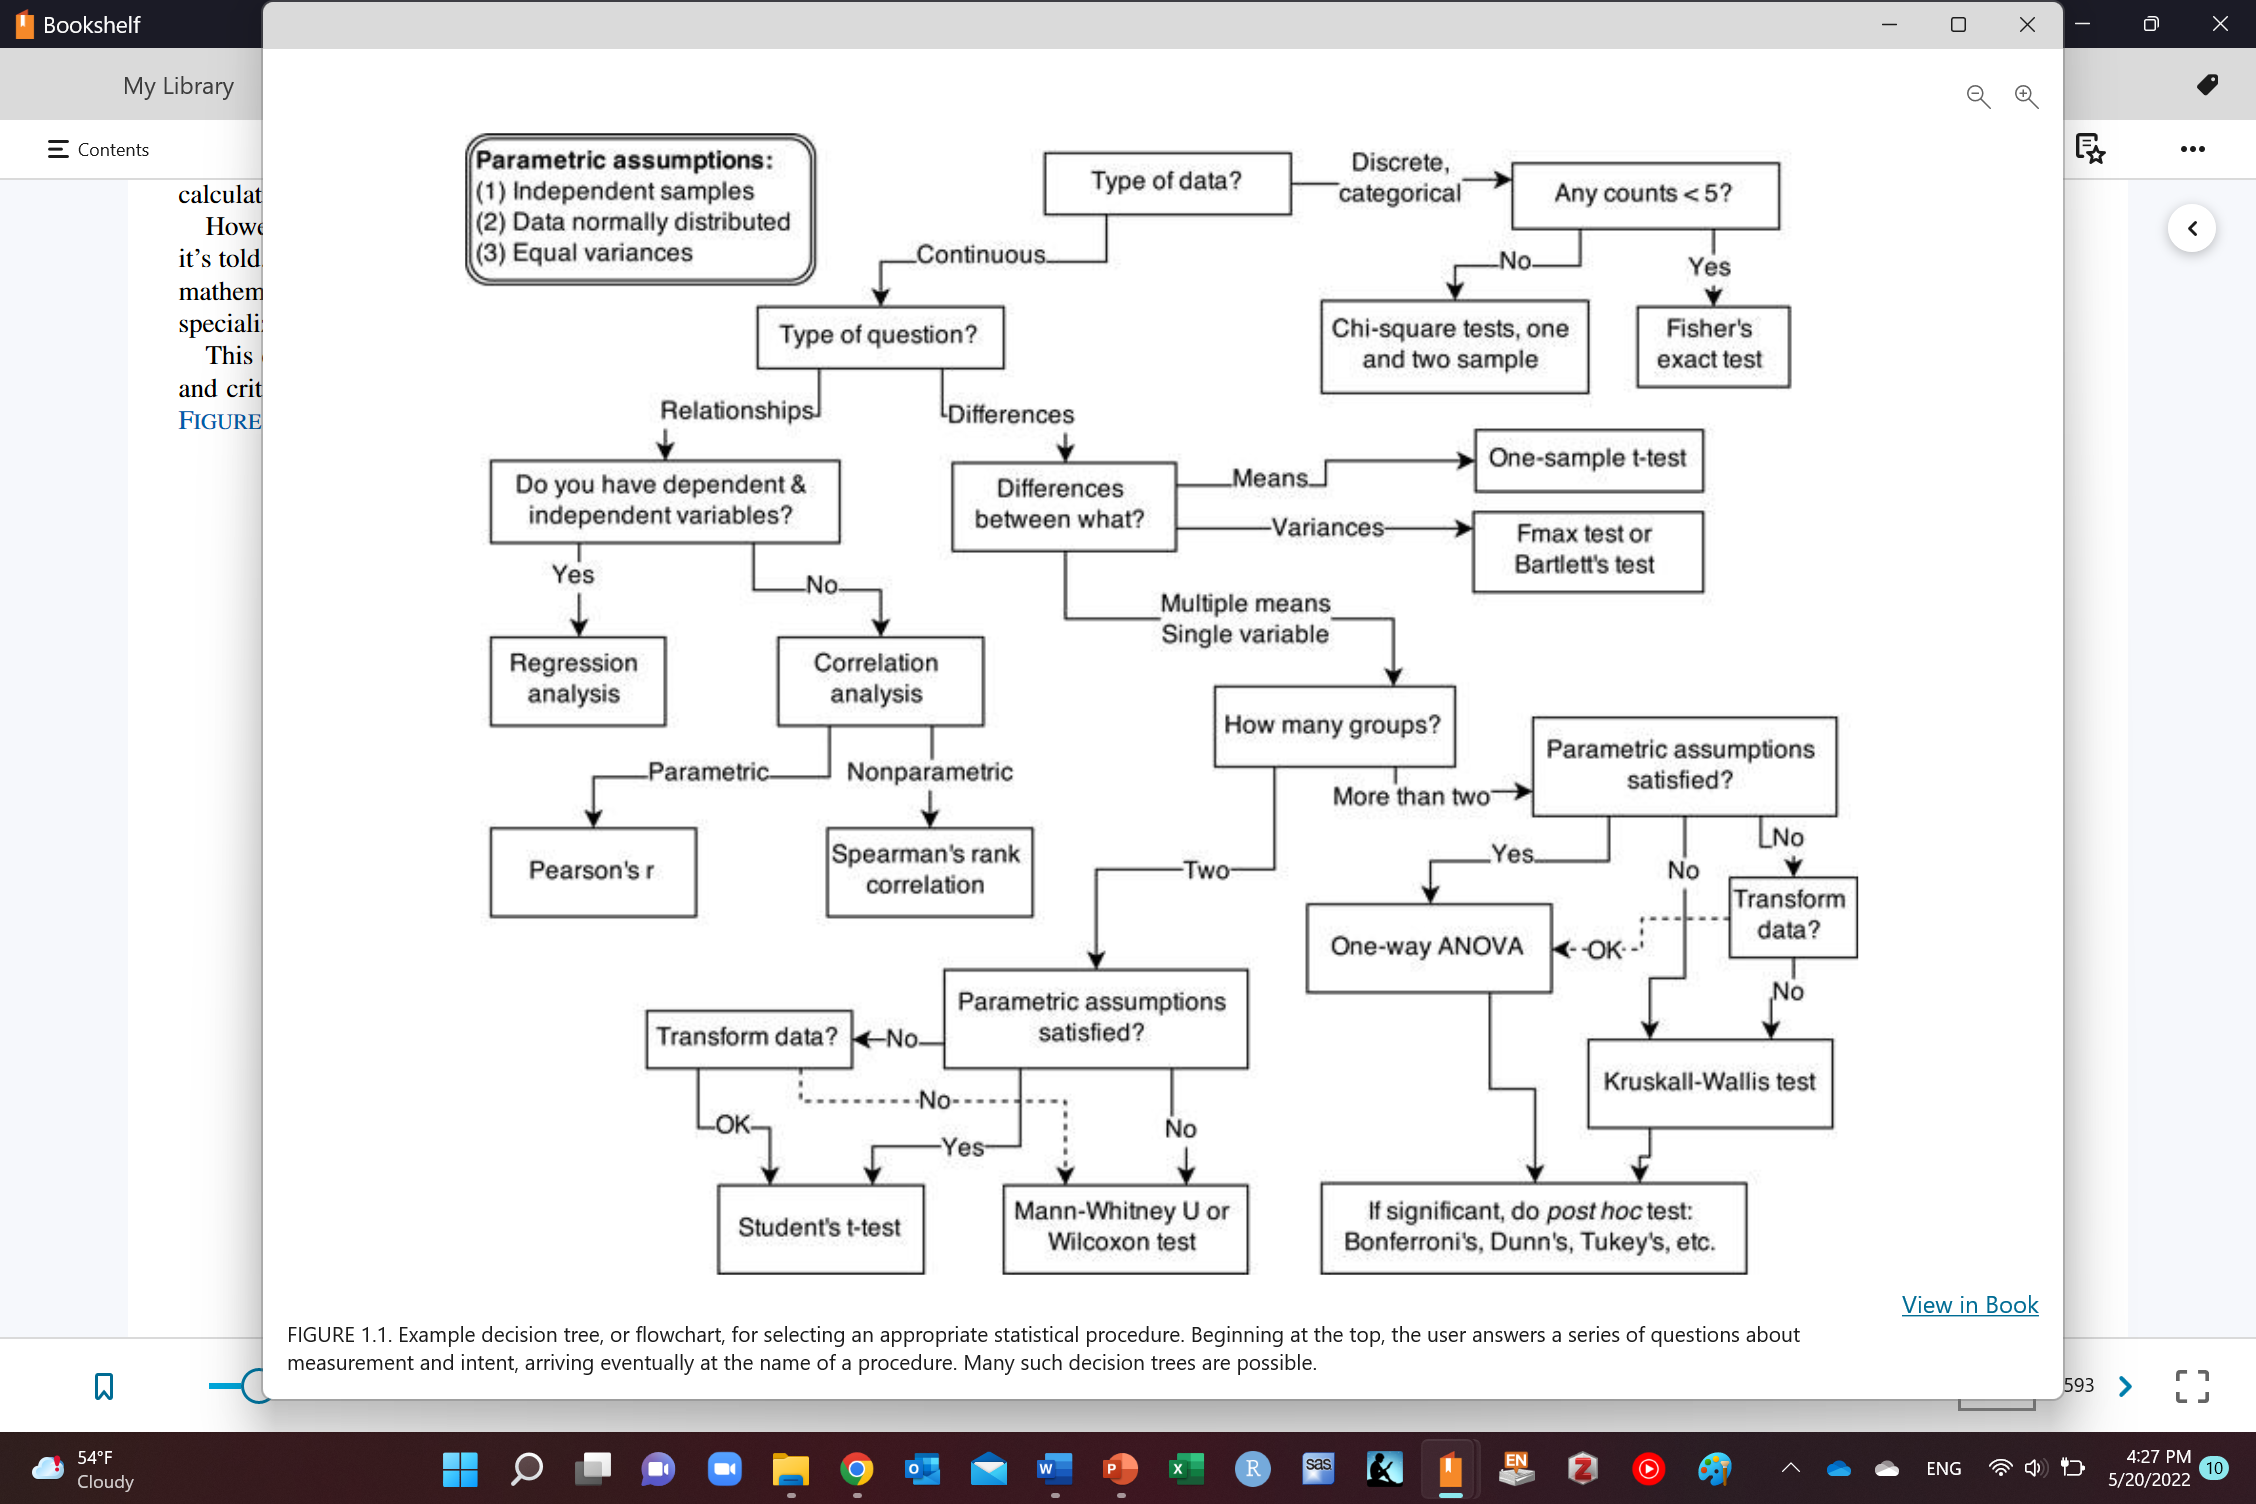 Bookshelf
My Library
Contents
calculat
Howe
it's told
mathem
speciali
This
and crit
FIGURE
Parametric assumptions:
(1) Independent samples
(2) Data normally distributed
(3) Equal variances
Type of data?
Discrete,
categorical
Any counts < 5?
Continuous
No
Yes
Type of question?
Chi-square tests, one
and two sample
Fisher's
exact test
Relationships
Differences
Do you have dependent &
independent variables?
Differences
between what?
Means
One-sample t-test
Variances
Fmax test or
Bartlett's test
Yes
No
Multiple means
Single variable
Regression
analysis
Correlation
analysis
How many groups?
Parametric assumptions
satisfied?
Parametric
Nonparametric
More than two
Pearson's r
Spearman's rank
correlation
Two
Yes
No
No
Transform
data?
One-way ANOVA
OK
No
Parametric assumptions
satisfied?
Transform data?
No
Kruskall-Wallis test
No
OK
Yes
No
Student's t-test
Mann-Whitney U or
Wilcoxon test
If significant, do post hoc test:
Bonferroni's, Dunn's, Tukey's, etc.
View in Book
FIGURE 1.1. Example decision tree, or flowchart, for selecting an appropriate statistical procedure. Beginning at the top, the user answers a series of questions about
measurement and intent, arriving eventually at the name of a procedure. Many such decision trees are possible.
593
54°F
Cloudy
W
P
X
R
sas
EN
Z
ENG
4:27 PM
5/20/2022
10